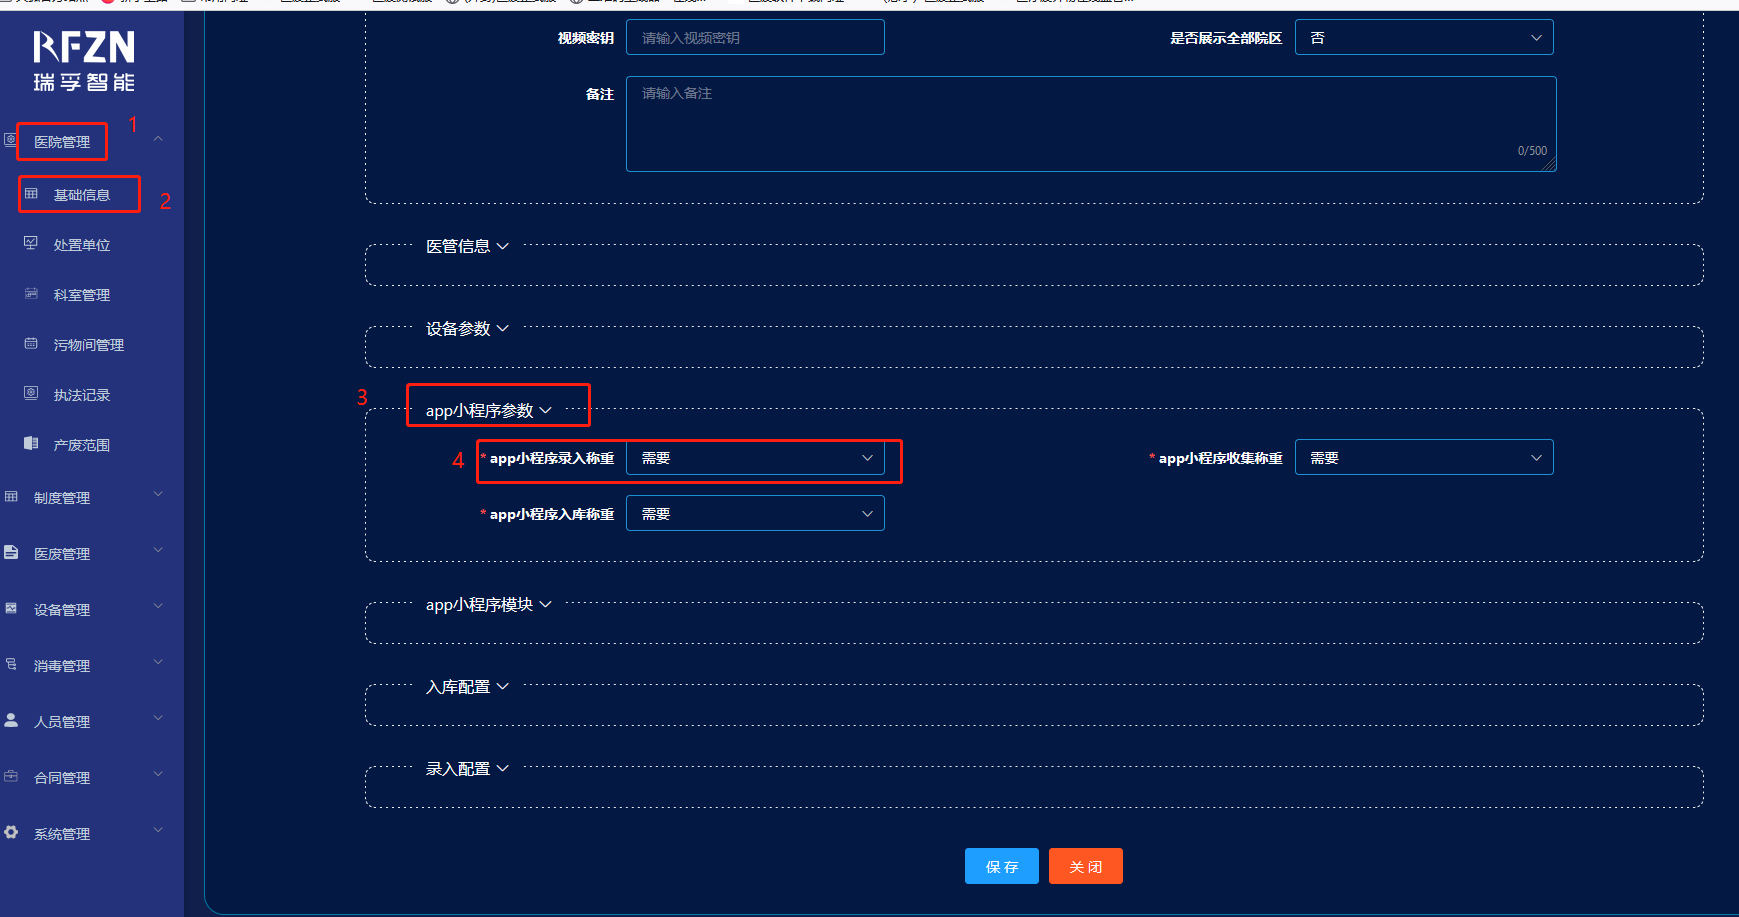 RFZN
瑞孚智能
医院管理
1
基础信息
2
处置单位
科室管理
污物间管理
执法记录
产废范围
制度管理
医废管理
设备管理
消毒管理
人员管理
合同管理
系统管理
视频密钥
请输入视频密钥
是否展示全部院区
否
备注
请输入备注
0/500
医管信息
设备参数
3
app小程序参数
4
*app小程序录入称重
需要
*app小程序收集称重
需要
*app小程序入库称重
需要
app小程序模块
入库配置
录入配置
保存
关闭